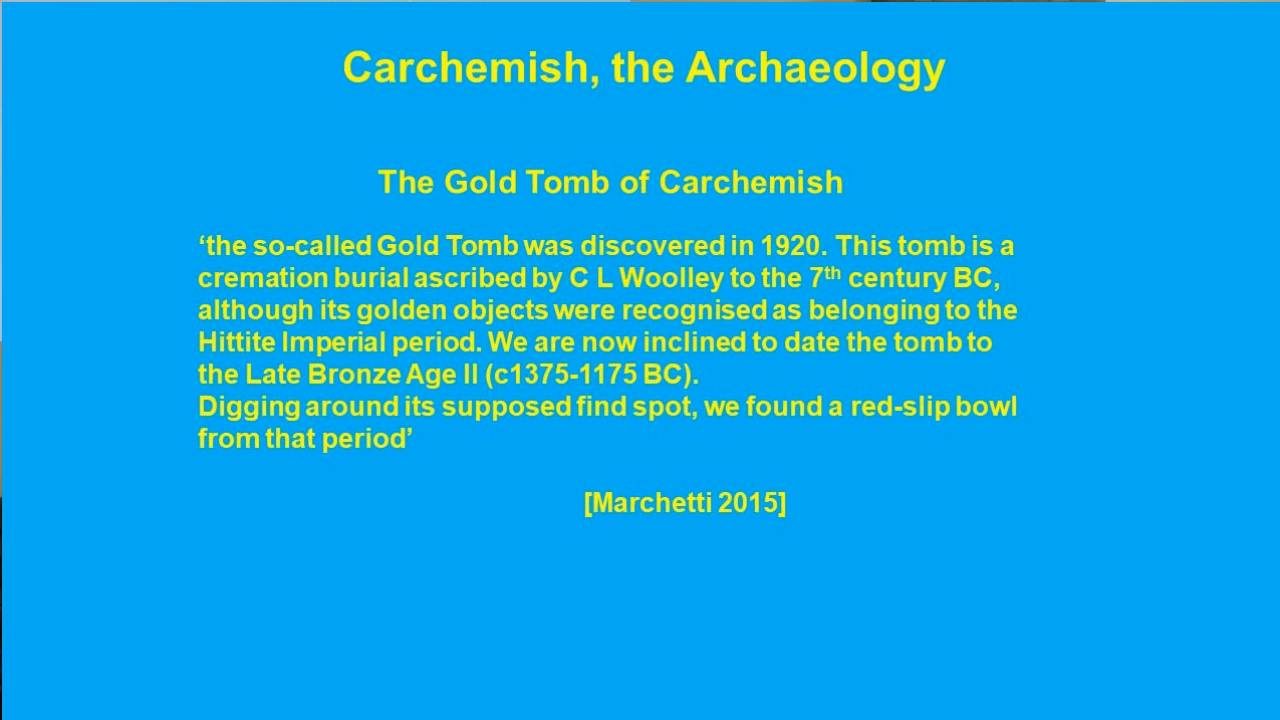 Carchemish, the Archaeology
The Gold Tomb of Carchemish
‘the so-called Gold Tomb was discovered in 1920. This tomb is a
cremation burial ascribed by C L Woolley to the 7th century BC,
although its golden objects were recognised as belonging to the
Hittite Imperial period. We are now inclined to date the tomb to
the Late Bronze Age II (c1375-1175 BC).
Digging around its supposed find spot, we found a red-slip bowl
from that period’
[Marchetti 2015]